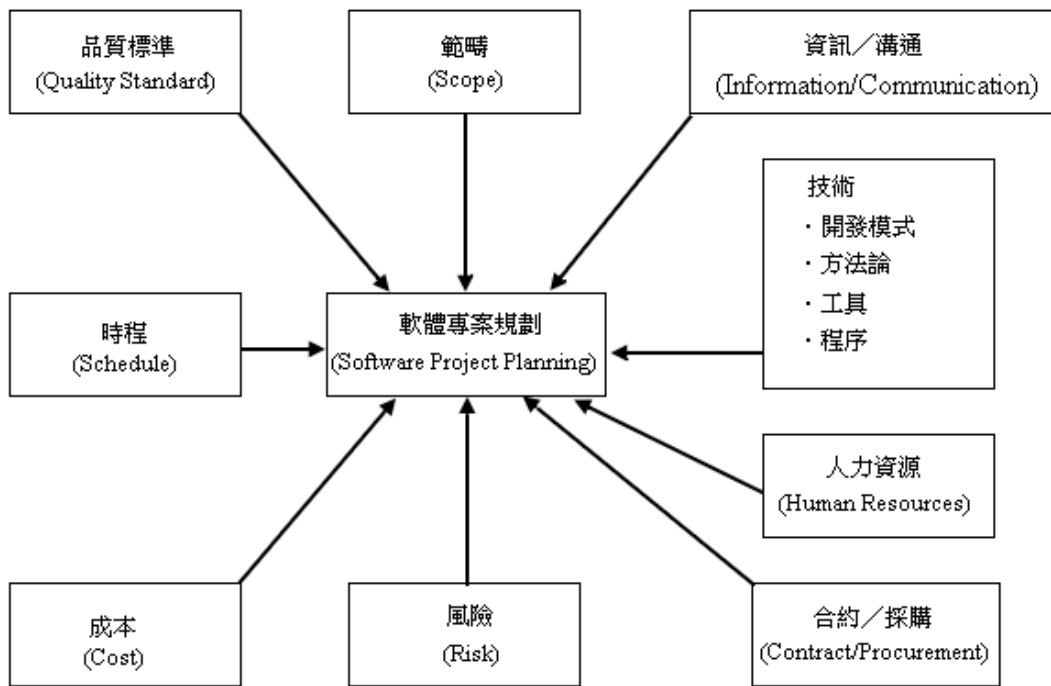 品質標準
(Quality Standard)
範疇
(Scope)
資訊／溝通
(Information/Communication)
技術
・開發模式
・方法論
・工具
・程序
時程
(Schedule)
軟體專案規劃
(Software Project Planning)
人力資源
(Human Resources)
成本
(Cost)
風險
(Risk)
合約／採購
(Contract/Procurement)